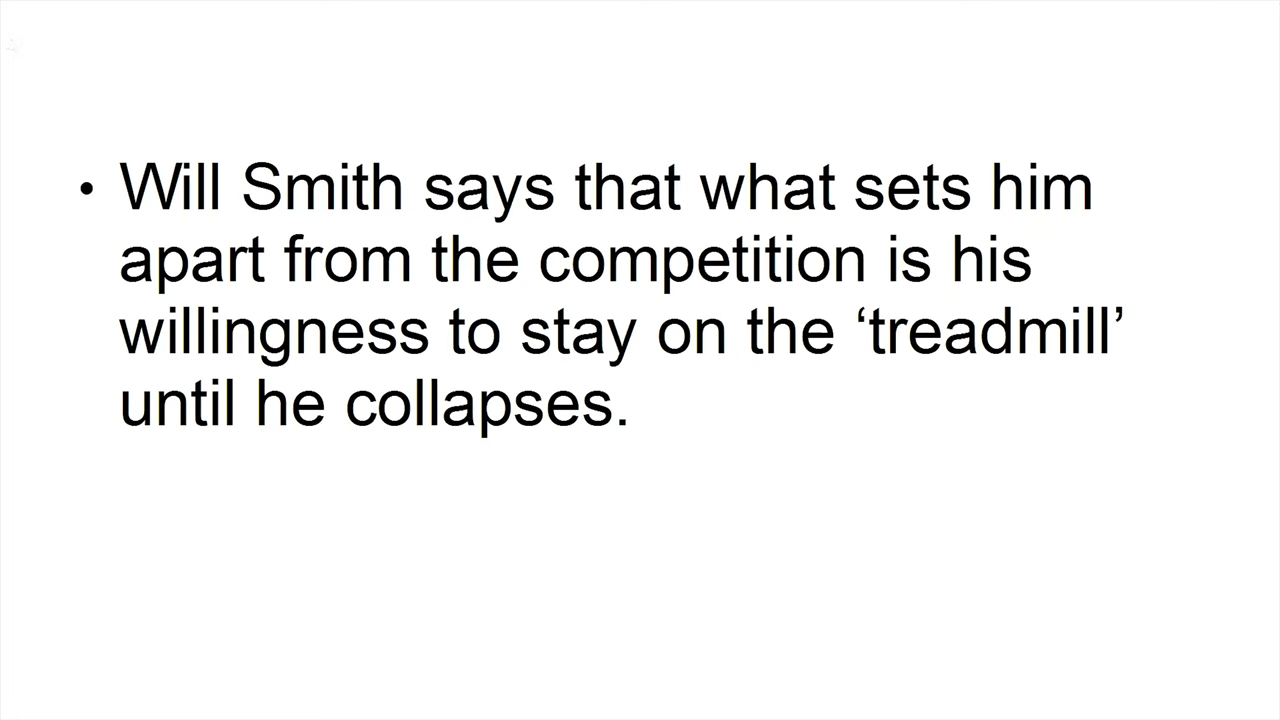 • Will Smith says that what sets him
apart from the competition is his
willingness to stay on the ‘treadmill’
until he collapses.